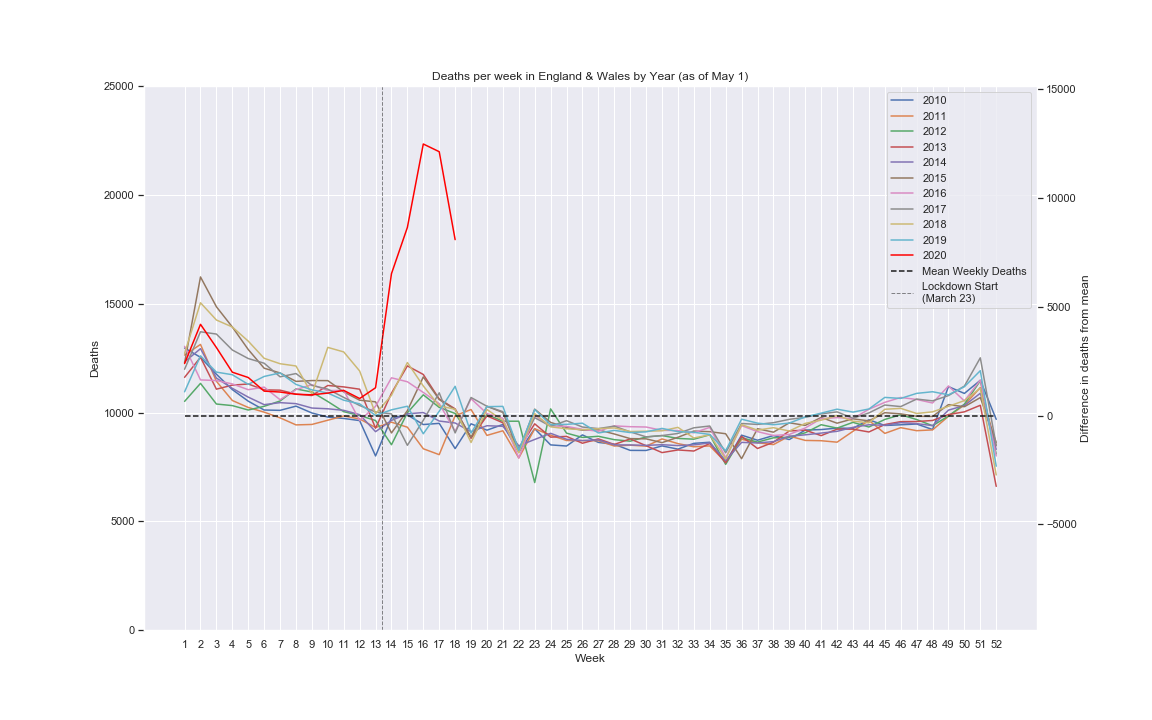 Deaths per week in England & Wales by Year (as of May 1)
25000
20000
15000
10000
5000
0
Deaths
1 2 3 4 5 6 7 8 9 10 11 12 13 14 15 16 17 18 19 20 21 22 23 24 25 26 27 28 29 30 31 32 33 34 35 36 37 38 39 40 41 42 43 44 45 46 47 48 49 50 51 52
Week
15000
10000
5000
0
−5000
Difference in deaths from mean
2010
2011
2012
2013
2014
2015
2016
2017
2018
2019
2020
Mean Weekly Deaths
Lockdown Start
(March 23)